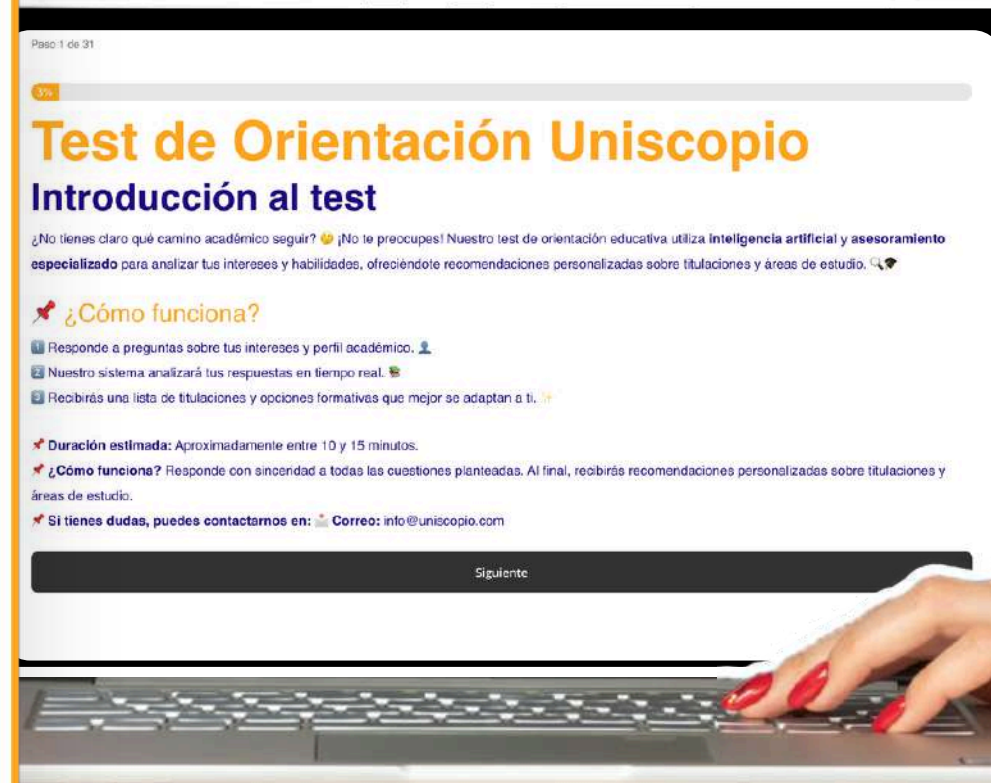 Paso 1 de 31
3%
Test de Orientación Uniscopio
Introducción al test
¿No tienes claro qué camino académico seguir? 🤔 ¡No te preocupes! Nuestro test de orientación educativa utiliza inteligencia artificial y asesoramiento
especializado para analizar tus intereses y habilidades, ofreciéndote recomendaciones personalizadas sobre titulaciones y áreas de estudio. 🔍🎓
📌 ¿Cómo funciona?
1️⃣ Responde a preguntas sobre tus intereses y perfil académico. 👤
2️⃣ Nuestro sistema analizará tus respuestas en tiempo real. 📚
3️⃣ Recibirás una lista de titulaciones y opciones formativas que mejor se adaptan a ti. ✨
📌 Duración estimada: Aproximadamente entre 10 y 15 minutos.
📌 ¿Cómo funciona? Responde con sinceridad a todas las cuestiones planteadas. Al final, recibirás recomendaciones personalizadas sobre titulaciones y
áreas de estudio.
📌 Si tienes dudas, puedes contactarnos en: 📩 Correo: info@uniscopio.com
Siguiente